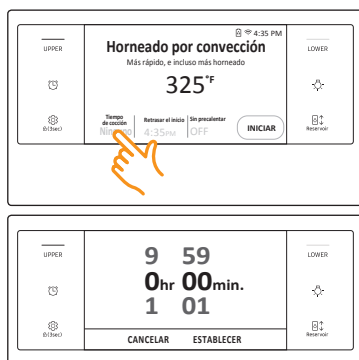 4:35 PM
UPPER
Horneado por convección
LOWER
Más rápido, e incluso más horneado
325°F
Tiempo de cocción
Retrasar el inicio
Sin precalentar
Ninguno
4:35PM
OFF
INICIAR
(3sec)
Reservoir
UPPER
9 59
LOWER
0hr 00min.
1 01
(3sec)
Reservoir
CANCELAR ESTABLECER